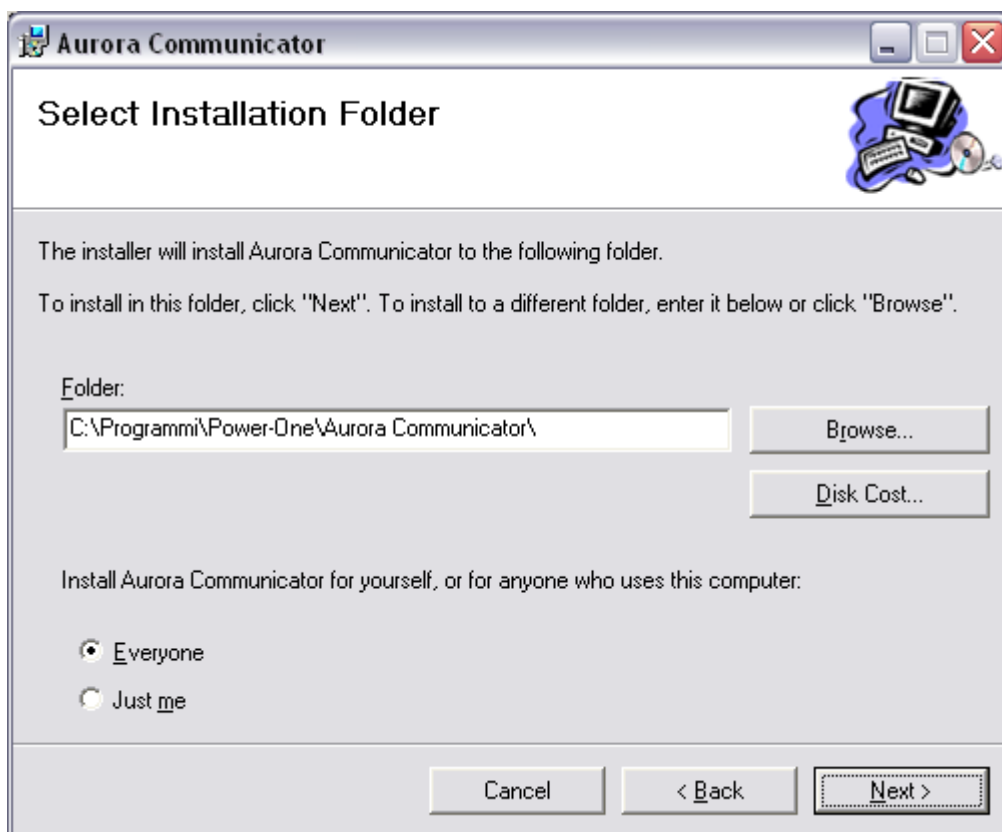 Aurora Communicator
Select Installation Folder
The installer will install Aurora Communicator to the following folder.
To install in this folder, click "Next". To install to a different folder, enter it below or click "Browse".
Folder:
C:\Programmi\Power-One\Aurora Communicator\
Browse...
Disk Cost...
Install Aurora Communicator for yourself, or for anyone who uses this computer:
Everyone
Just me
Cancel
< Back
Next >